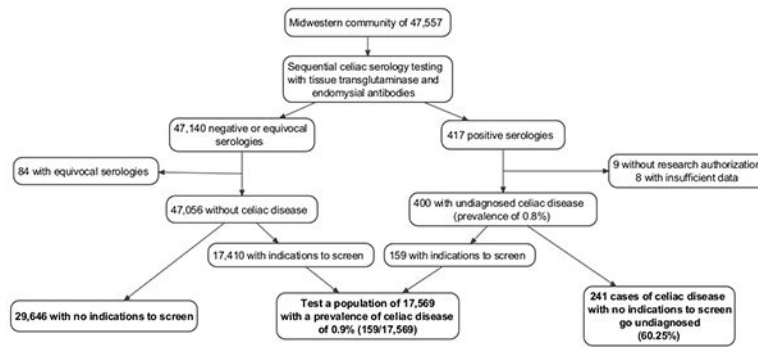 Midwestern community of 47,557
Sequential celiac serology testing
with tissue transglutaminase and
endomysial antibodies
47,140 negative or equivocal
serologies
417 positive serologies
84 with equivocal serologies
9 without research authorization
8 with insufficient data
47,056 without celiac disease
400 with undiagnosed celiac disease
(prevalence of 0.8%)
17,410 with indications to screen
159 with indications to screen
29,646 with no indications to screen
Test a population of 17,569
with a prevalence of celiac disease
of 0.9% (159/17,569)
241 cases of celiac disease
with no indications to screen
go undiagnosed
(60.25%)